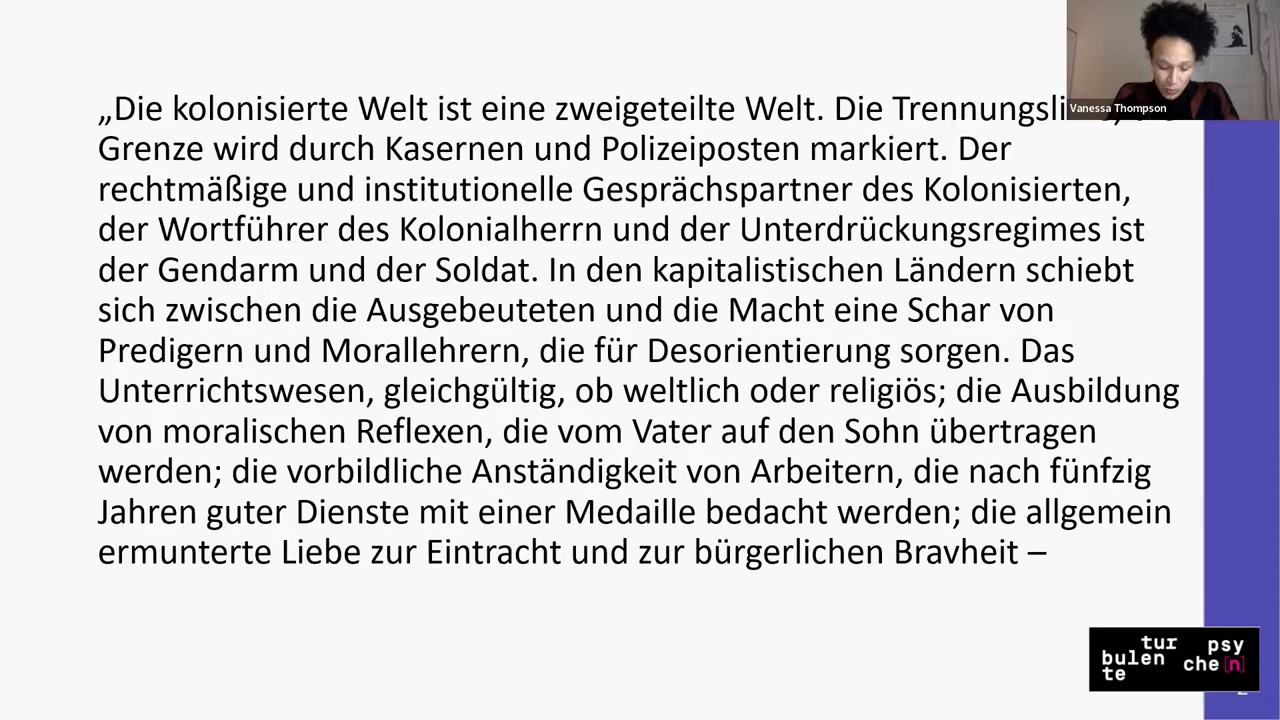 „Die kolonisierte Welt ist eine zweigeteilte Welt. Die
Grenze wird durch Kasernen und Polizeiposten markiert. Der
rechtmäßige und institutionelle Gesprächspartner des Kolonisierten,
der Wortführer des Kolonialherrn und der Unterdrückungsregimes ist
der Gendarm und der Soldat. In den kapitalistischen Ländern schiebt
sich zwischen die Ausgebeuteten und die Macht eine Schar von
Predigern und Morallehrern, die für Desorientierung sorgen. Das
Unterrichtswesen, gleichgültig, ob weltlich oder religiös; die Ausbildung
von moralischen Reflexen, die vom Vater auf den Sohn übertragen
werden; die vorbildliche Anständigkeit von Arbeitern, die nach fünfzig
Jahren guter Dienste mit einer Medaille bedacht werden; die allgemein
ermunterte Liebe zur Eintracht und zur bürgerlichen Bravheit –
Vanessa Thompson
tur
bulen
te
psy
che[n]